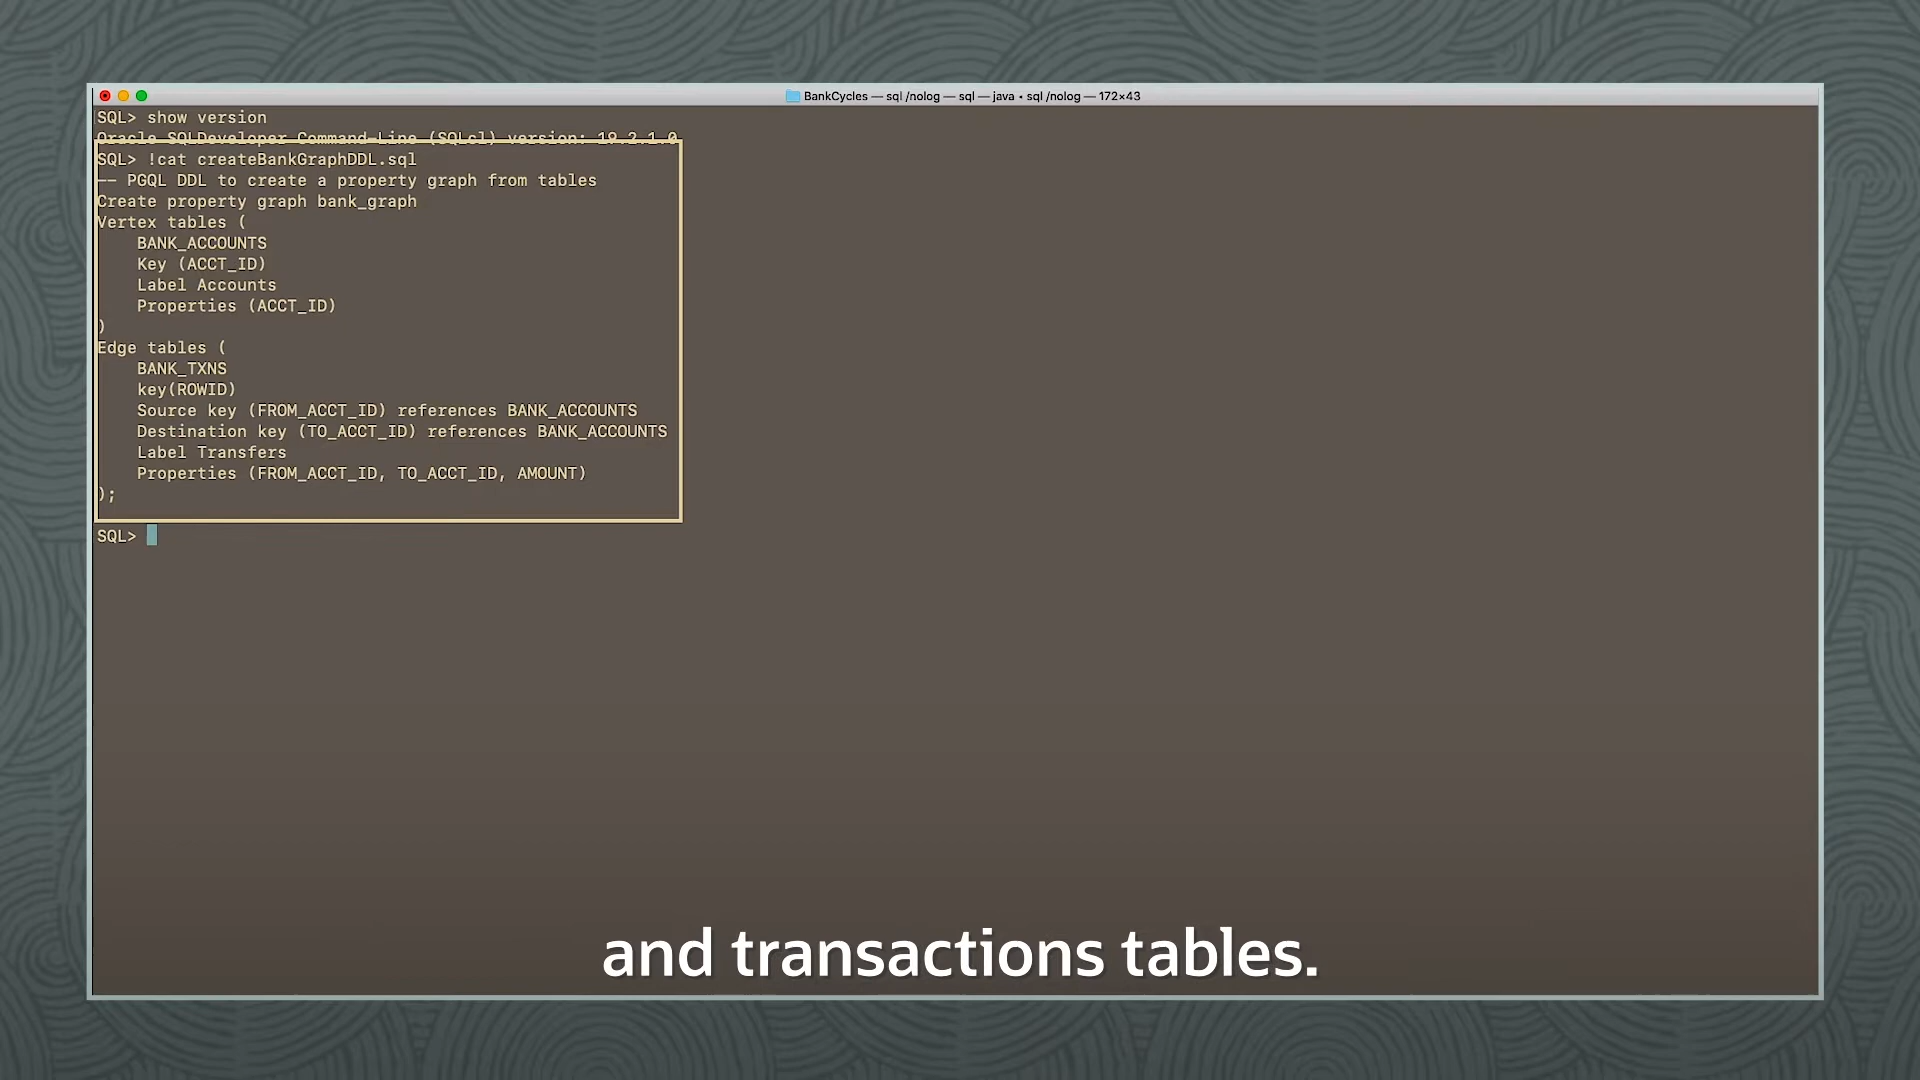 BankCycles — sql /nolog — sql — java • sql /nolog — 172×43
SQL> show version
Oracle SQLDeveloper Command-Line (SQLcl) version: 19.2.1.0
SQL> !cat createBankGraphDDL.sql
-- PGQL DDL to create a property graph from tables
Create property graph bank_graph
Vertex tables (
    BANK_ACCOUNTS
    Key (ACCT_ID)
    Label Accounts
    Properties (ACCT_ID)
)
Edge tables (
    BANK_TXNS
    key(ROWID)
    Source key (FROM_ACCT_ID) references BANK_ACCOUNTS
    Destination key (TO_ACCT_ID) references BANK_ACCOUNTS
    Label Transfers
    Properties (FROM_ACCT_ID, TO_ACCT_ID, AMOUNT)
);
SQL>
and transactions tables.